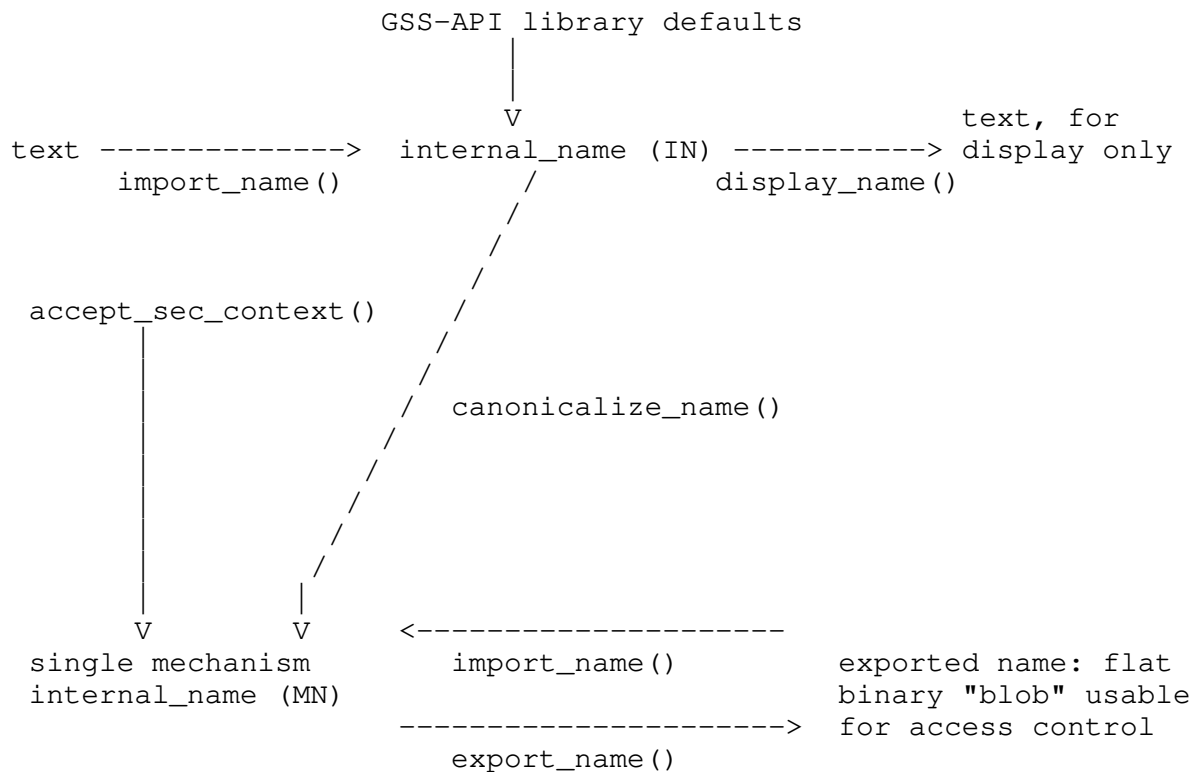 GSS-API library defaults
|
|
|
V text, for
text --------------> internal_name (IN) -----------> display only
import_name() / display_name()
/
/
/
accept_sec_context() /
| /
| /
| / canonicalize_name()
| /
| /
| /
| /
| /
| |
V V <---------------------
single mechanism import_name() exported name: flat
internal_name (MN) binary "blob" usable
----------------------> for access control
export_name()